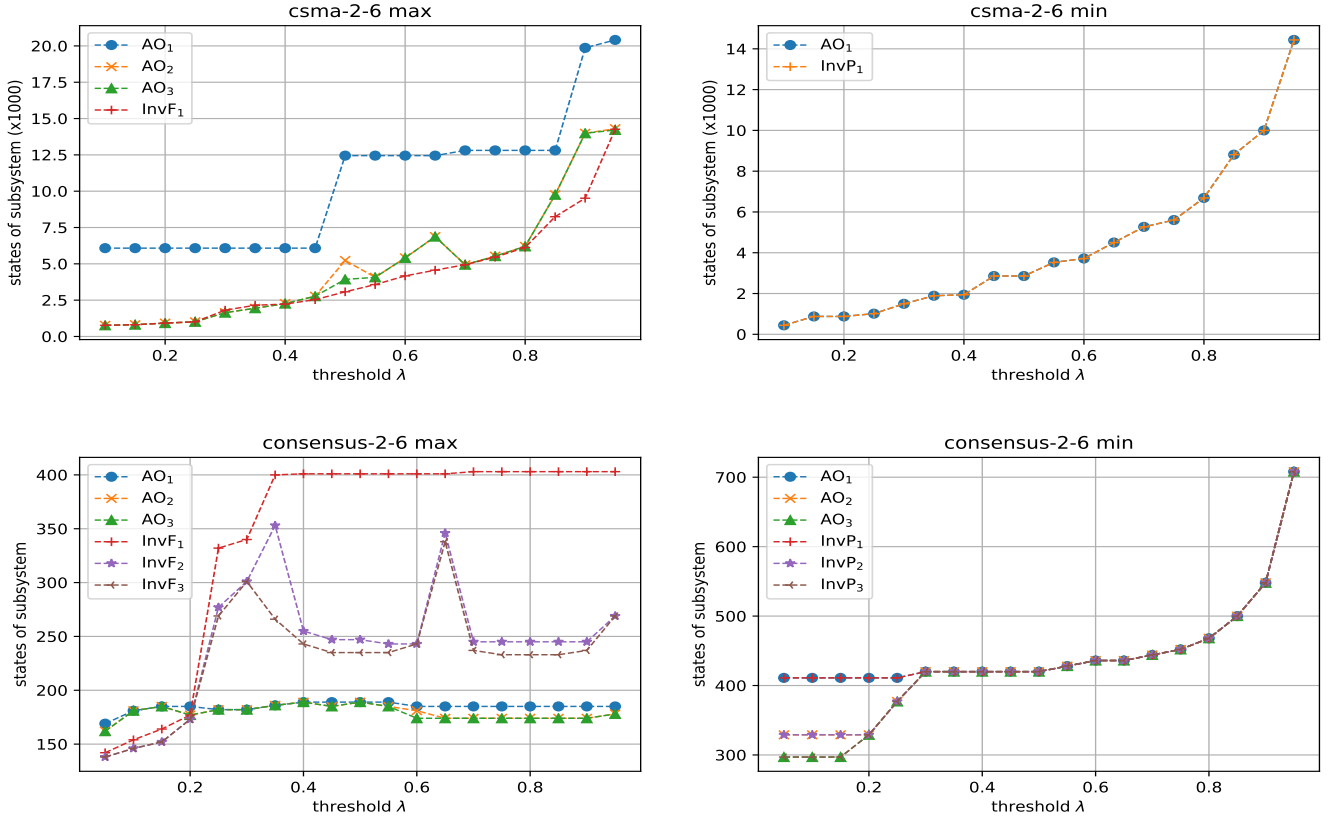 csma-2-6 max
states of subsystem (x1000)
20.0
17.5
15.0
12.5
10.0
7.5
5.0
2.5
0.0
AO₁
AO₂
AO₃
InvF₁
0.2 0.4 0.6 0.8
threshold λ
csma-2-6 min
states of subsystem (x1000)
14
12
10
8
6
4
2
0
AO₁
InvP₁
0.2 0.4 0.6 0.8
threshold λ
consensus-2-6 max
states of subsystem
400
350
300
250
200
150
AO₁
AO₂
AO₃
InvF₁
InvF₂
InvF₃
0.2 0.4 0.6 0.8
threshold λ
consensus-2-6 min
states of subsystem
700
600
500
400
300
AO₁
AO₂
AO₃
InvP₁
InvP₂
InvP₃
0.2 0.4 0.6 0.8
threshold λ